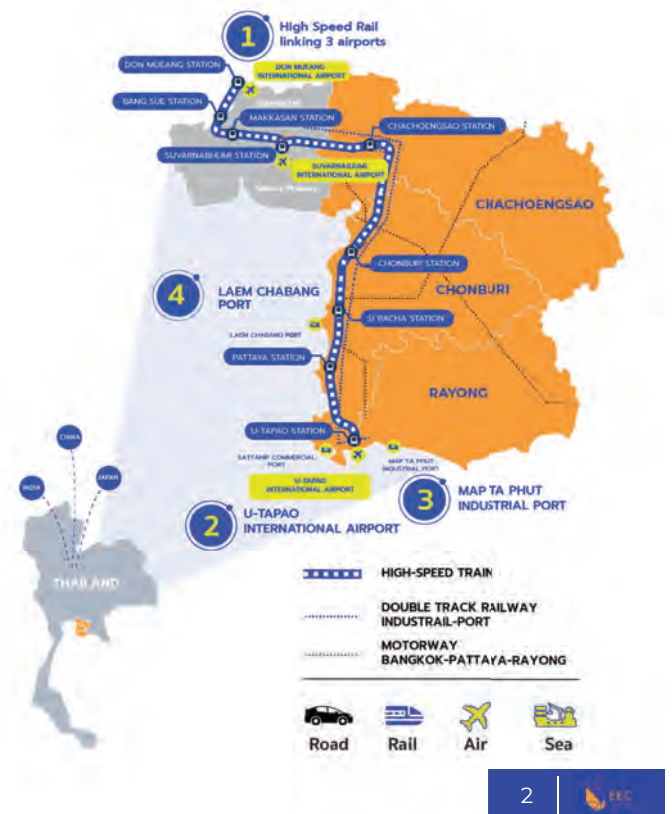 1
High Speed Rail
linking 3 airports
DON MUEANG STATION
DON MUEANG
INTERNATIONAL AIRPORT
BANG SUE STATION
MAKKASAN STATION
CHACHOENGSAO STATION
SUVARNABHUMI STATION
INTERNATIONAL AIRPORT
CHACHOENGSAO
CHONBURI STATION
4
LAEM CHABANG
PORT
CHONBURI
SI RACHA STATION
LAEM CHABANG PORT
PATTAYA STATION
RAYONG
U-TAPAO STATION
SATTAHIP COMMERCIAL
PORT
MAP TA PHUT
INDUSTRIAL PORT
U-TAPAO
INTERNATIONAL AIRPORT
2
U-TAPAO
INTERNATIONAL AIRPORT
3
MAP TA PHUT
INDUSTRIAL PORT
CHINA
INDIA
JAPAN
THAILAND
HIGH-SPEED TRAIN
DOUBLE TRACK RAILWAY
INDUSTRAIL-PORT
MOTORWAY
BANGKOK-PATTAYA-RAYONG
Road
Rail
Air
Sea
2
EEC